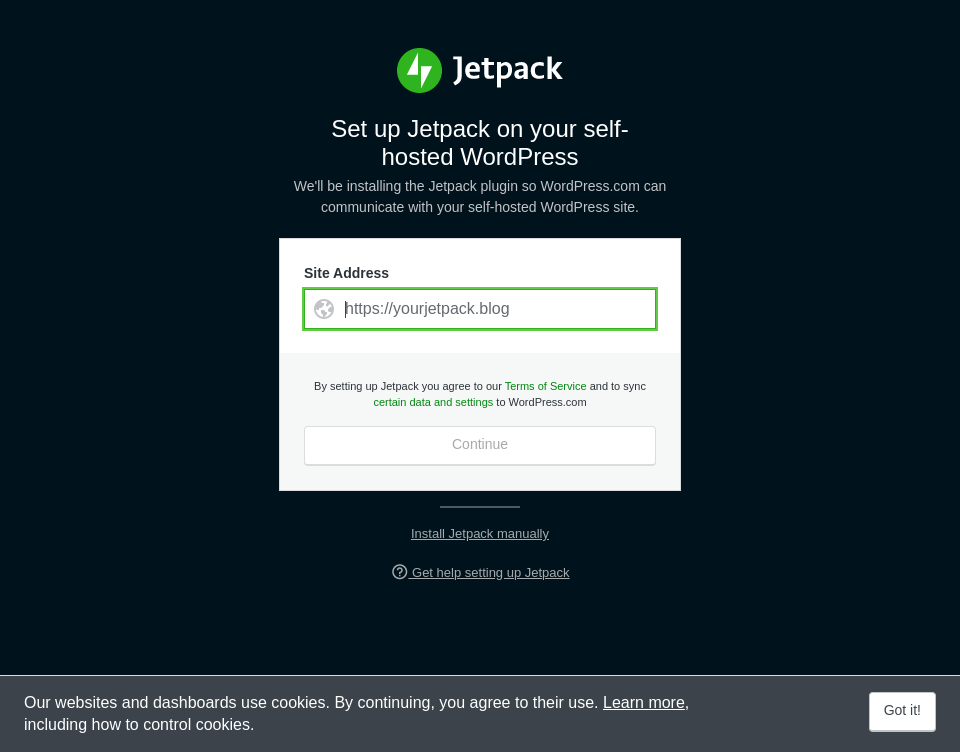 Jetpack
Set up Jetpack on your self-
hosted WordPress
We'll be installing the Jetpack plugin so WordPress.com can
communicate with your self-hosted WordPress site.
Site Address
https://yourjetpack.blog
By setting up Jetpack you agree to our Terms of Service and to sync
certain data and settings to WordPress.com
Continue
Install Jetpack manually
Get help setting up Jetpack
Our websites and dashboards use cookies. By continuing, you agree to their use. Learn more,
including how to control cookies.
Got it!